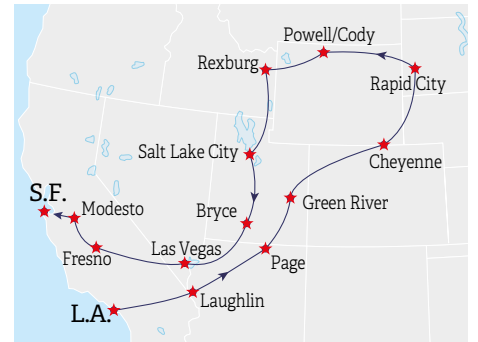 Powell/Cody
Rexburg
Rapid City
Salt Lake City
Cheyenne
S.F.
Modesto
Bryce
Green River
Fresno
Las Vegas
Page
L.A.
Laughlin